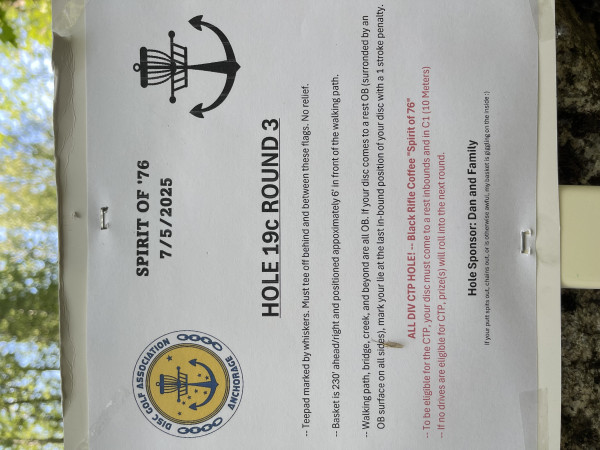 DISC GOLF ASSOCIATION
ANCHORAGE
SPIRIT OF '76
7/5/2025
HOLE 19c ROUND 3
-- Teepad marked by whiskers. Must tee off behind and between these flags. No relief.
-- Basket is 230' ahead/right and positioned appoximately 6' in front of the walking path.
-- Walking path, bridge, creek, and beyond are all OB. If your disc comes to a rest OB (surronded by an
OB surface on all sides), mark your lie at the last in-bound position of your disc with a 1 stroke penalty.
ALL DIV CTP HOLE! -- Black Rifle Coffee "Spirit of 76"
-- To be eligible for the CTP, your disc must come to a rest inbounds and in C1 (10 Meters)
-- If no drives are eligible for CTP, prize(s) will roll into the next round.
Hole Sponsor: Dan and Family
If your putt spits out, chains out, or is otherwise awful, my basket is giggling on the inside :)